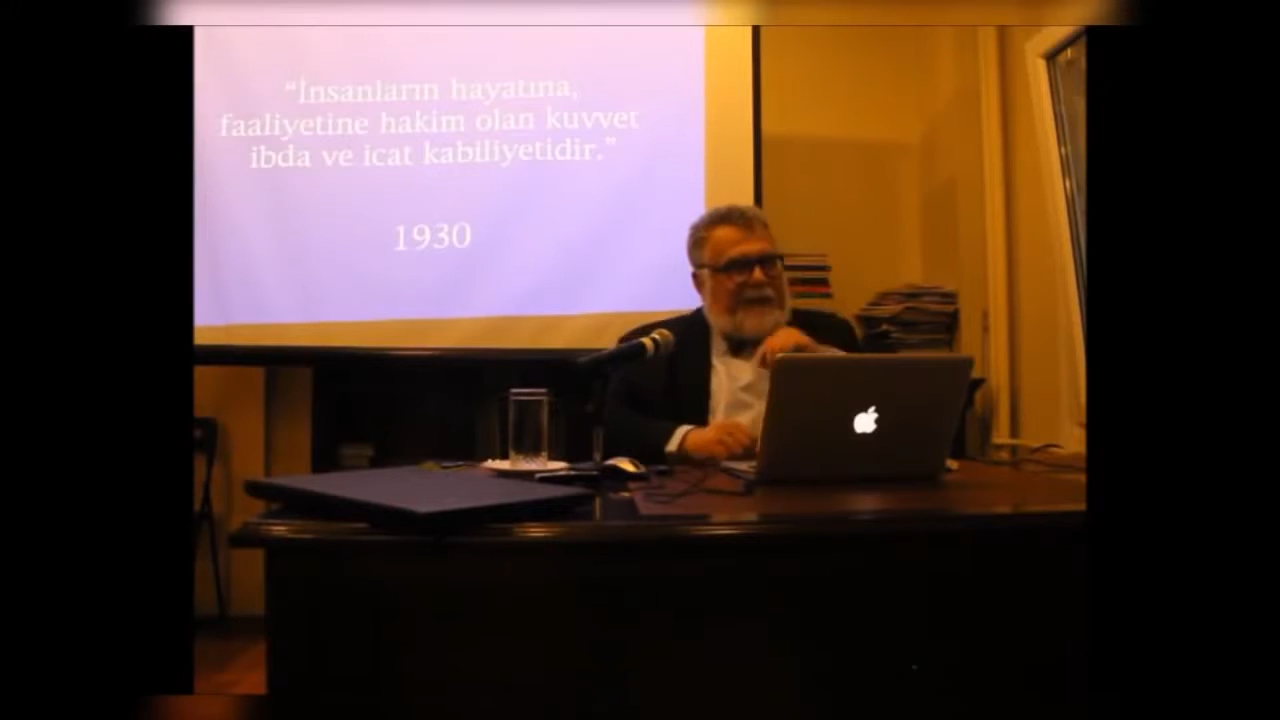 “İnsanların hayatına,
faaliyetine hakim olan kuvvet
ibda ve icat kabiliyetidir.”
1930